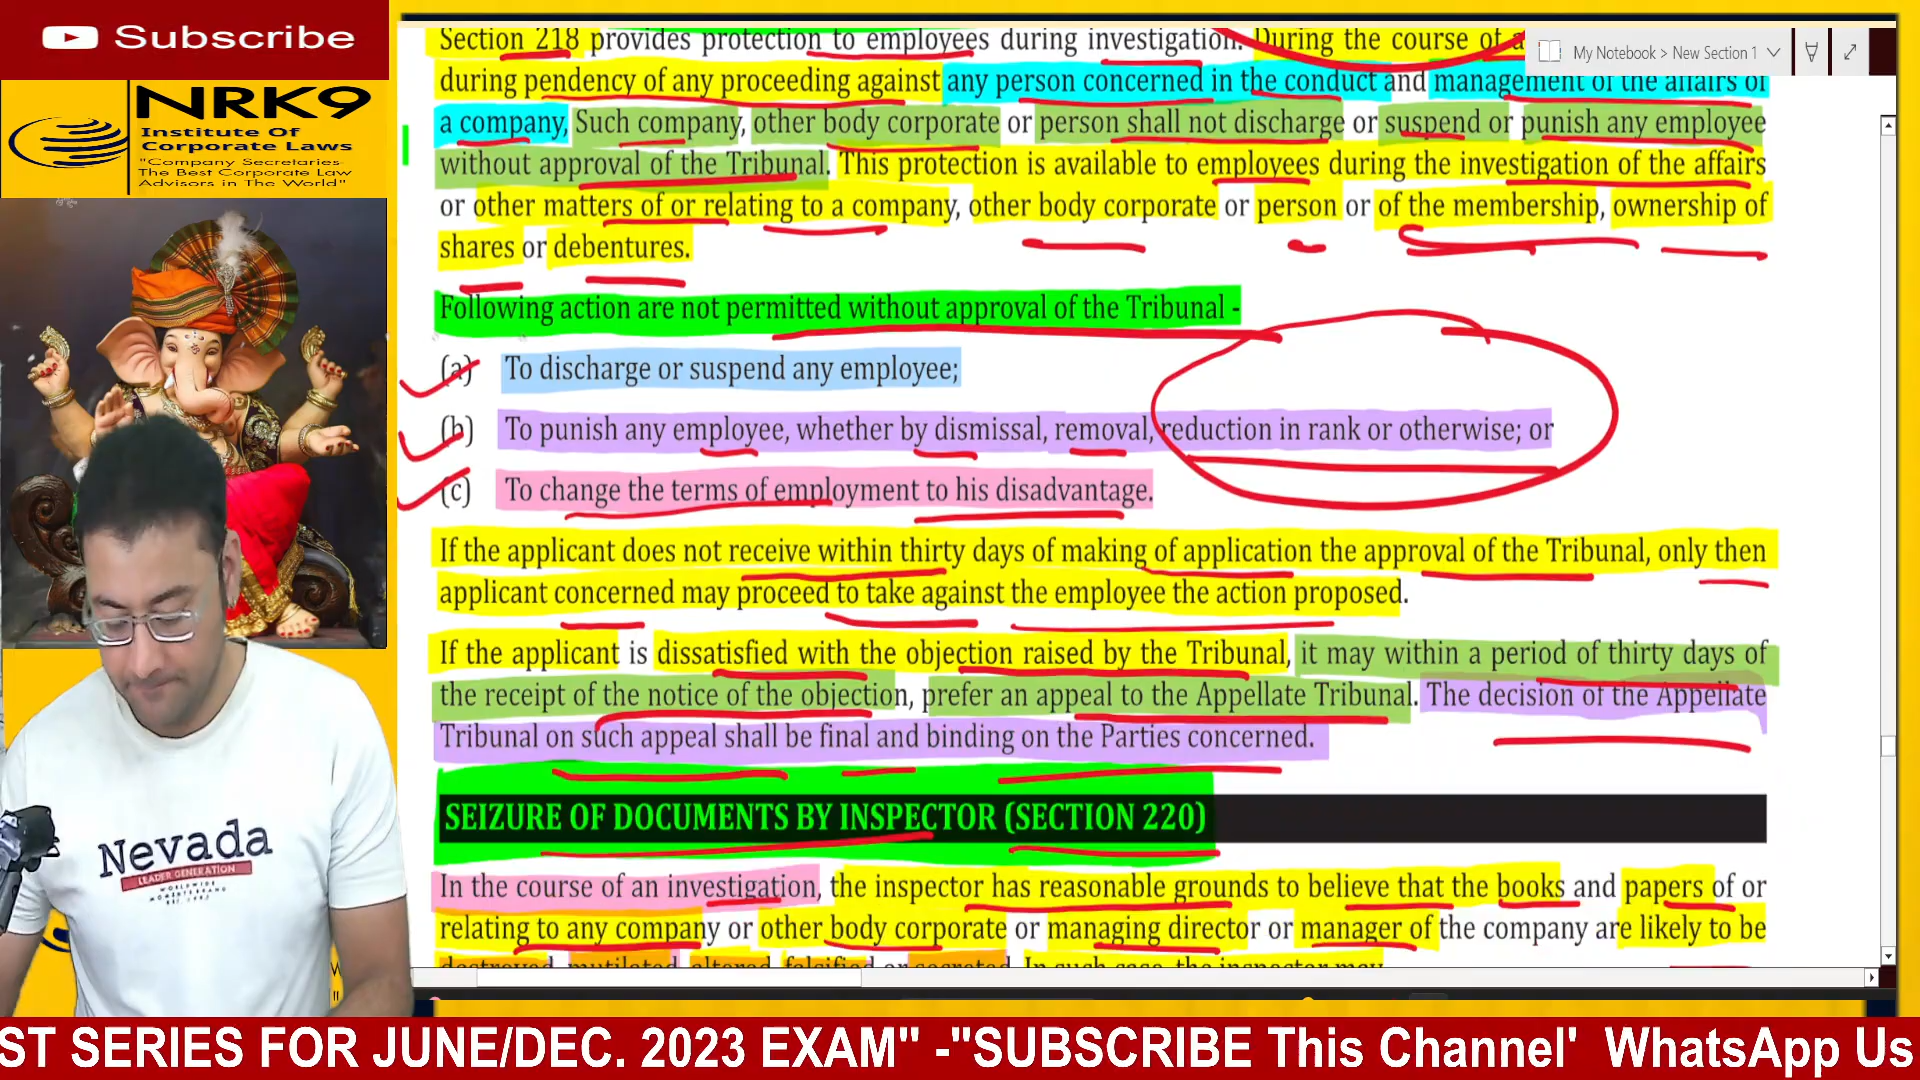 Subscribe
NRK9
Institute Of
Corporate Laws
"Company Secretaries-
The Best Corporate Law
Advisors in The World"
My Notebook > New Section 1
Section 218 provides protection to employees during investigation. During the course of
during pendency of any proceeding against any person concerned in the conduct and management of the affairs of
a company, Such company, other body corporate or person shall not discharge or suspend or punish any employee
without approval of the Tribunal. This protection is available to employees during the investigation of the affairs
or other matters of or relating to a company, other body corporate or person or of the membership, ownership of
shares or debentures.
Following action are not permitted without approval of the Tribunal -
(a) To discharge or suspend any employee;
(b) To punish any employee, whether by dismissal, removal, reduction in rank or otherwise; or
(c) To change the terms of employment to his disadvantage.
If the applicant does not receive within thirty days of making of application the approval of the Tribunal, only then
applicant concerned may proceed to take against the employee the action proposed.
If the applicant is dissatisfied with the objection raised by the Tribunal, it may within a period of thirty days of
the receipt of the notice of the objection, prefer an appeal to the Appellate Tribunal. The decision of the Appellate
Tribunal on such appeal shall be final and binding on the Parties concerned.
SEIZURE OF DOCUMENTS BY INSPECTOR (SECTION 220)
In the course of an investigation, the inspector has reasonable grounds to believe that the books and papers of or
relating to any company or other body corporate or managing director or manager of the company are likely to be
destroyed, mutilated, altered, falsified or secreted. In such case, the inspector may
Nevada
LEADER GENERATION
ST SERIES FOR JUNE/DEC. 2023 EXAM" -"SUBSCRIBE This Channel' WhatsApp Us